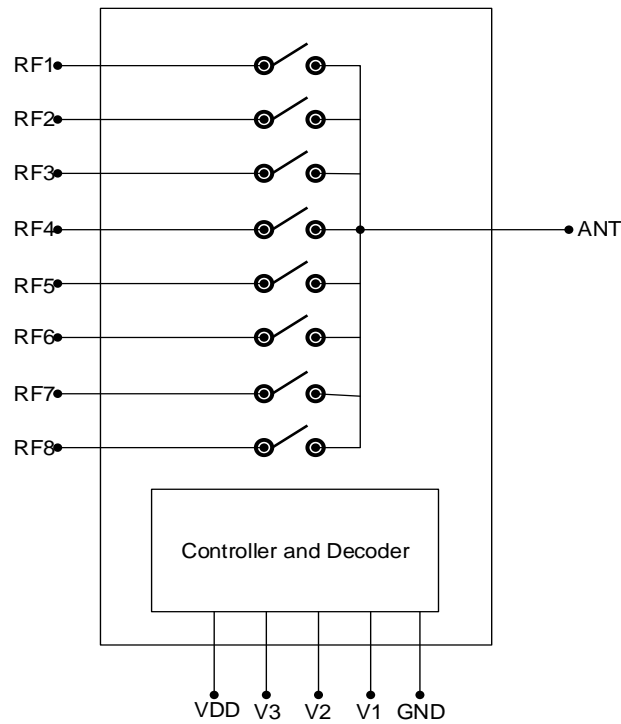 RF1
RF2
RF3
RF4
ANT
RF5
RF6
RF7
RF8
Controller and Decoder
VDD V3 V2 V1 GND